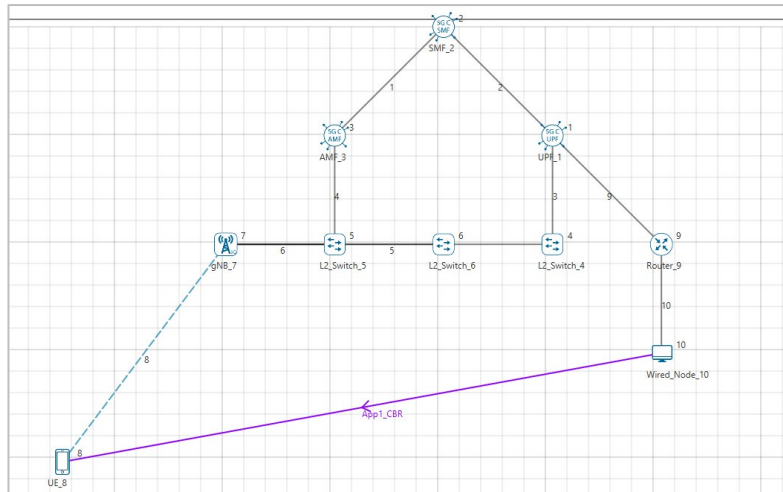 5G C
SMF
2
SMF_2
1
2
5G C
AMF
3
AMF_3
5G C
UPF
1
UPF_1
4
3
9
7
gNB_7
6
5
L2_Switch_5
5
6
L2_Switch_6
4
L2_Switch_4
9
Router_9
10
8
10
Wired_Node_10
App1_CBR
8
UE_8